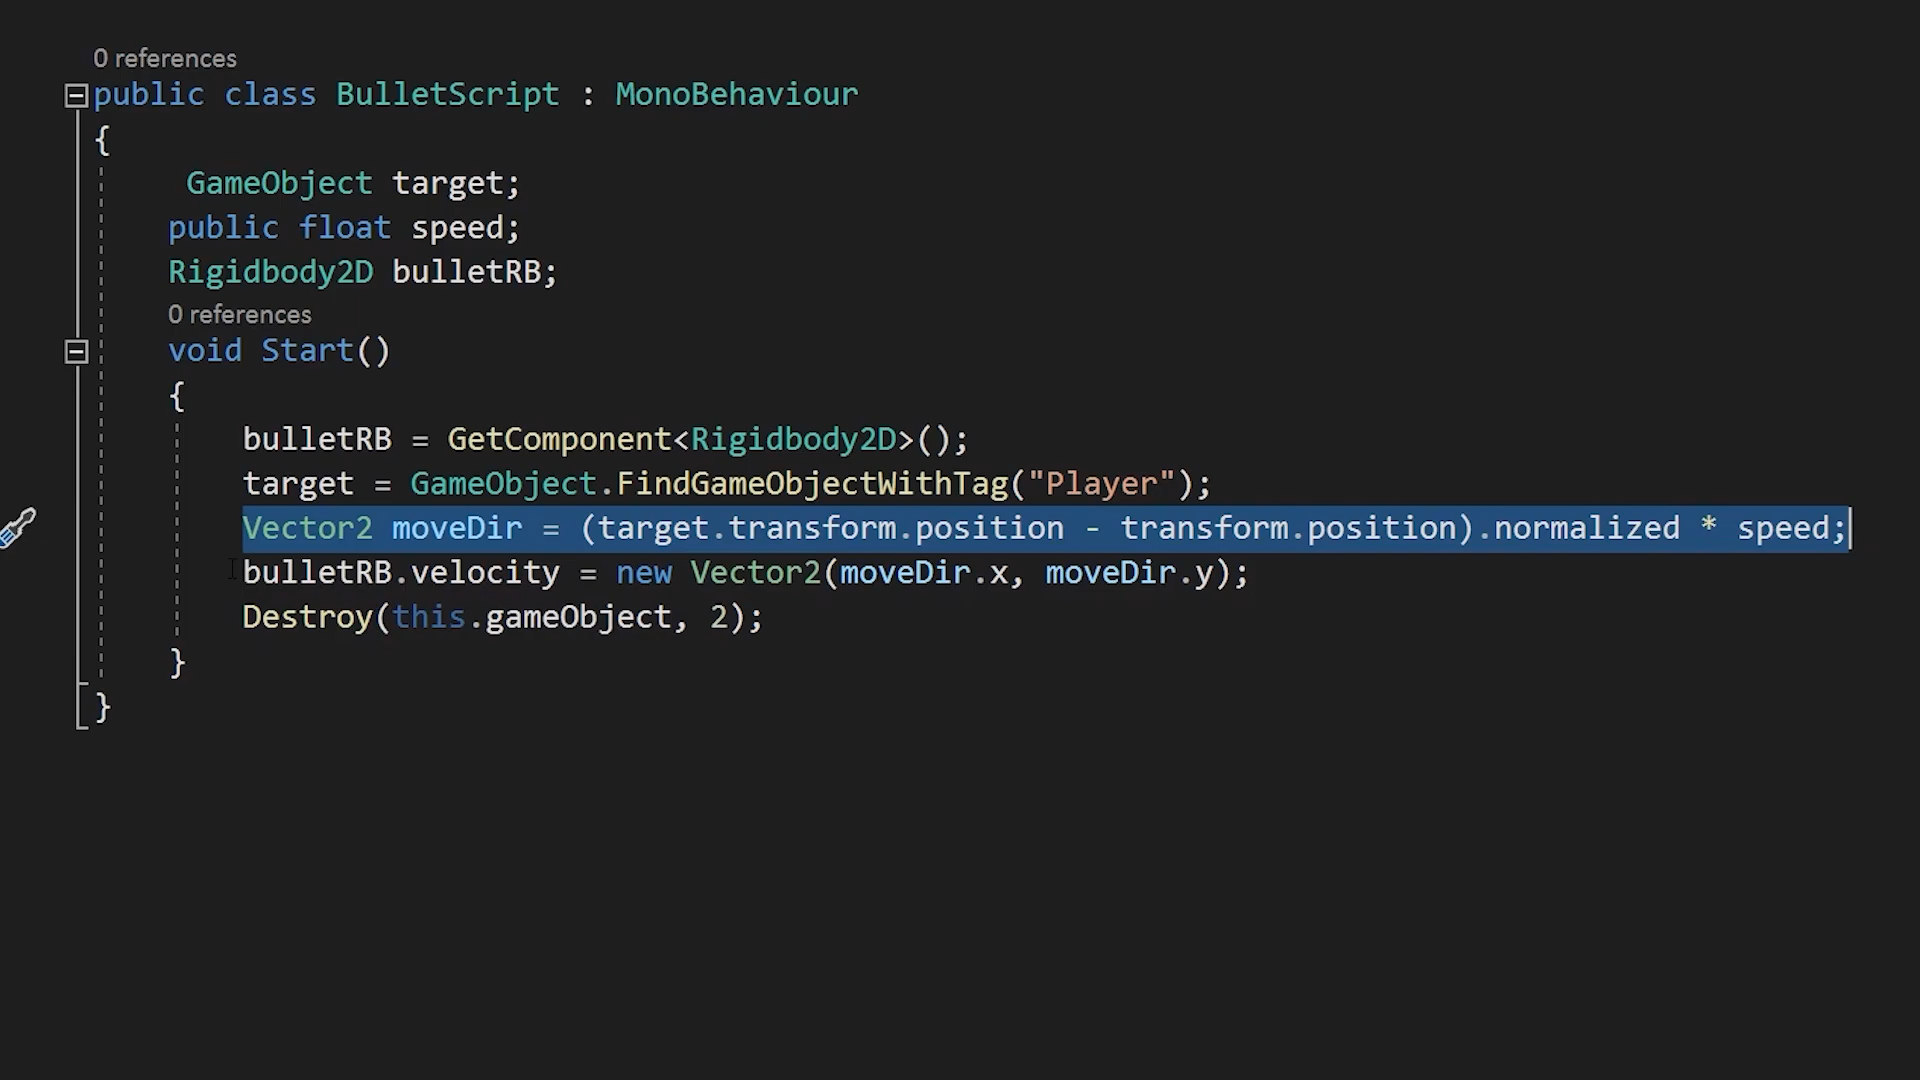 0 references
public class BulletScript : MonoBehaviour
{
GameObject target;
public float speed;
Rigidbody2D bulletRB;
0 references
void Start()
{
bulletRB = GetComponent<Rigidbody2D>();
target = GameObject.FindGameObjectWithTag("Player");
Vector2 moveDir = (target.transform.position - transform.position).normalized * speed;
bulletRB.velocity = new Vector2(moveDir.x, moveDir.y);
Destroy(this.gameObject, 2);
}
}